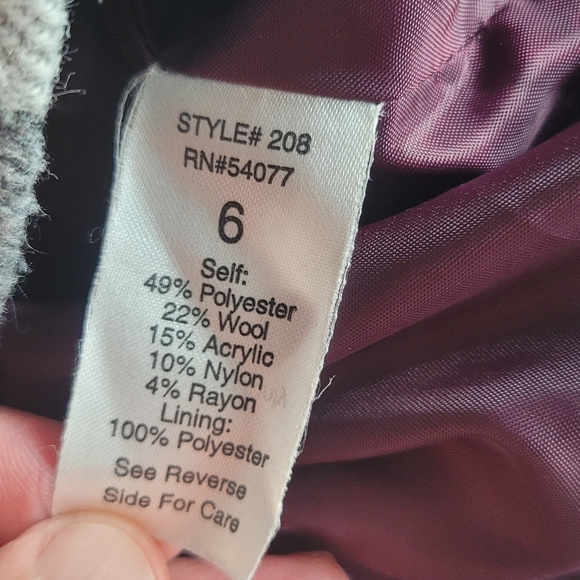 STYLE# 208
RN#54077
6
Self:
49% Polyester
22% Wool
15% Acrylic
10% Nylon
4% Rayon
Lining:
100% Polyester
See Reverse
Side For Care